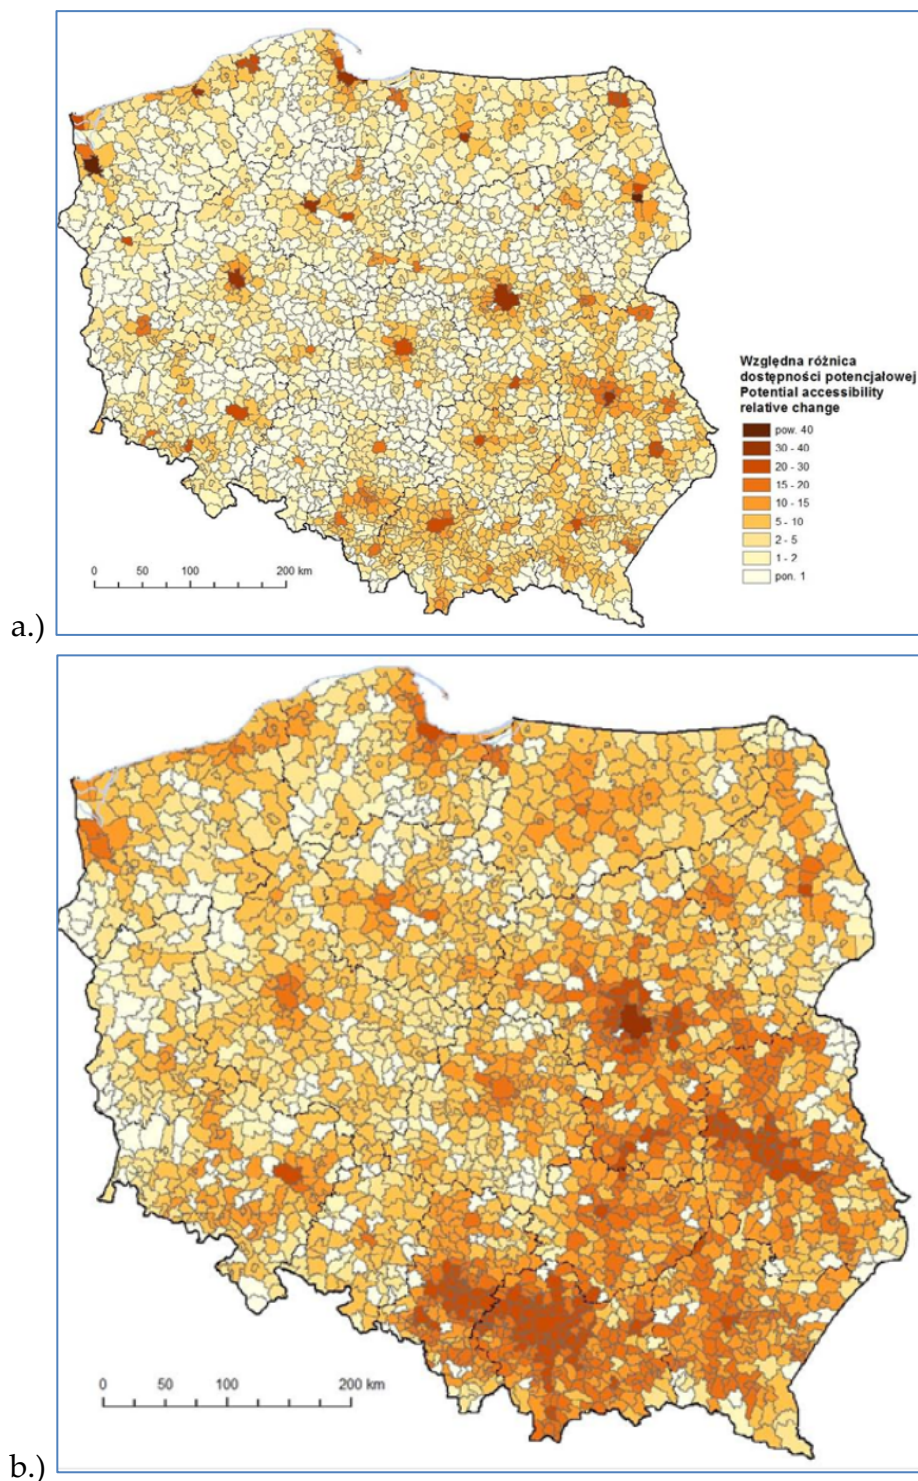 Względna różnica
dostępności potencjałowej
Potential accessibility
relative change
pow. 40
30 - 40
20 - 30
15 - 20
10 - 15
5 - 10
2 - 5
1 - 2
pon. 1
0 50 100 200 km
a.)
0 50 100 200 km
b.)